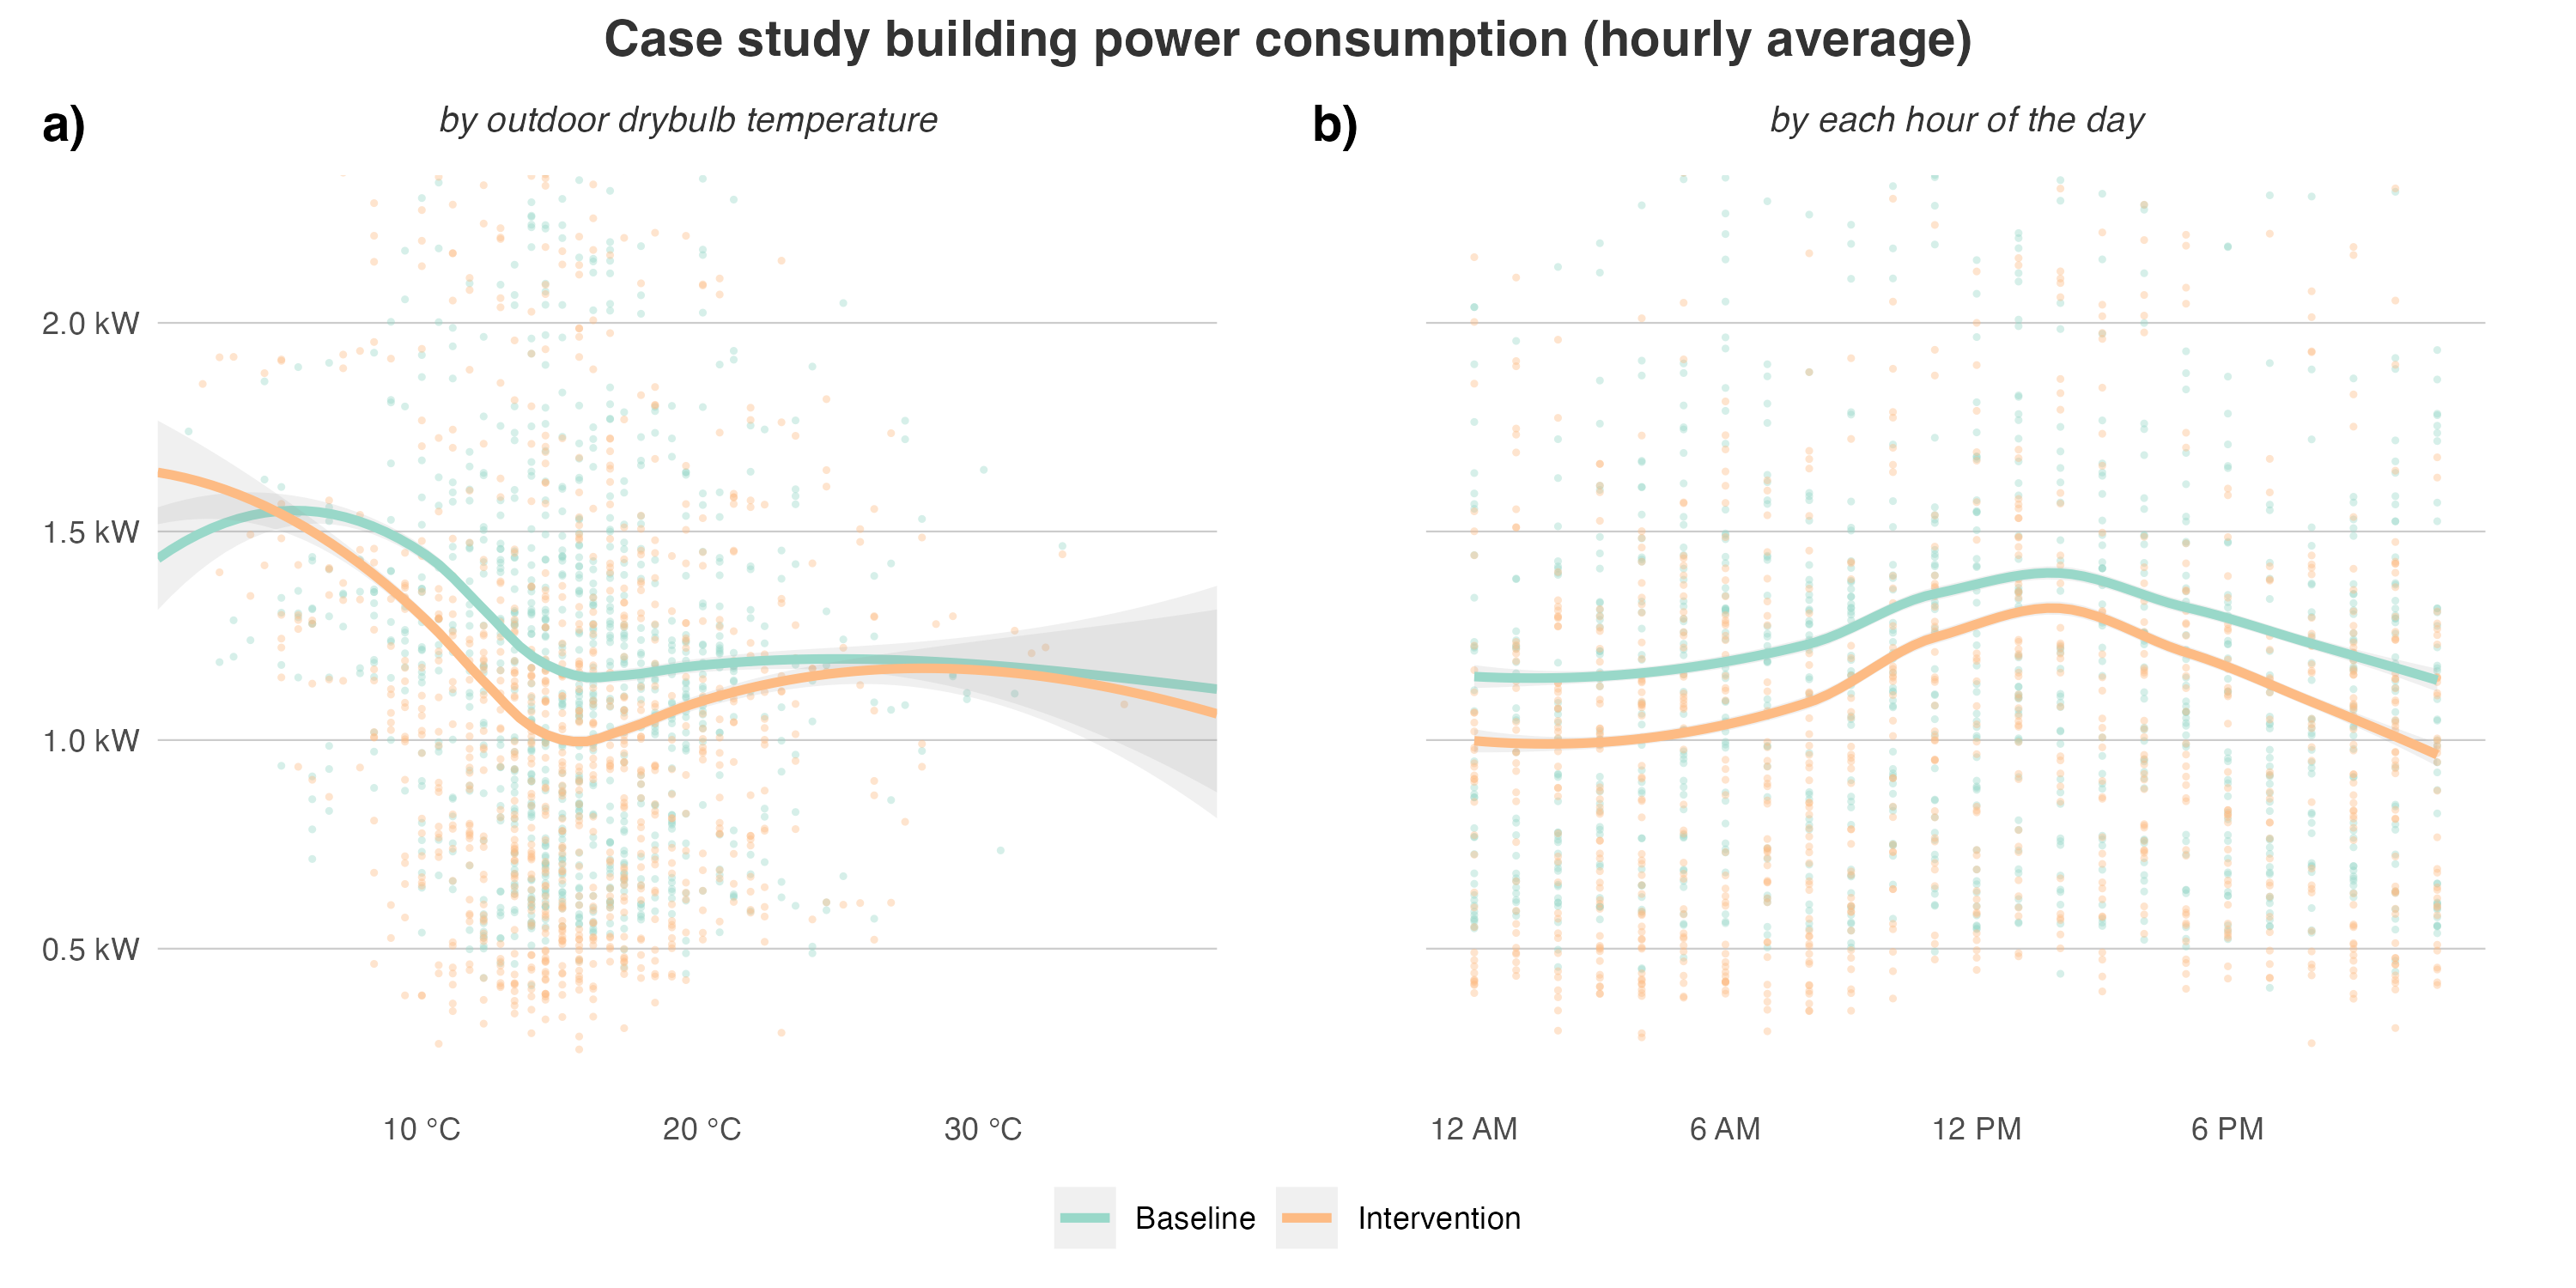 Case study building power consumption (hourly average)
a)
by outdoor drybulb temperature
b)
by each hour of the day
2.0 kW
1.5 kW
1.0 kW
0.5 kW
10 °C 20 °C 30 °C
12 AM 6 AM 12 PM 6 PM
Baseline Intervention